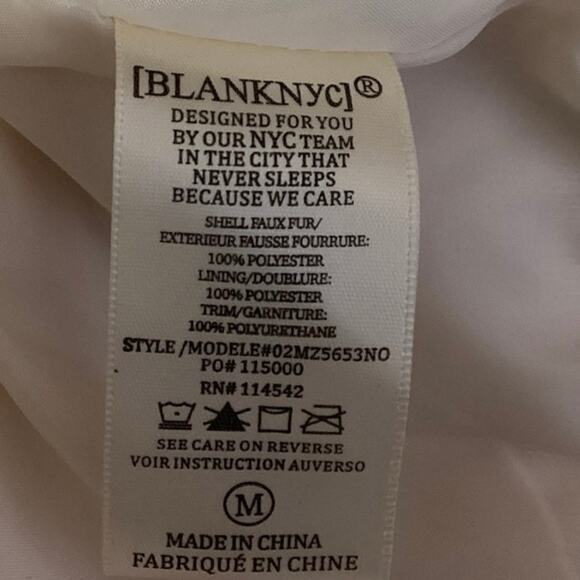 [BLANKNYC]®
DESIGNED FOR YOU
BY OUR NYC TEAM
IN THE CITY THAT
NEVER SLEEPS
BECAUSE WE CARE
SHELL FAUX FUR/
EXTERIEUR FAUSSE FOURRURE:
100% POLYESTER
LINING/DOUBLURE:
100% POLYESTER
TRIM/GARNITURE:
100% POLYURETHANE
STYLE /MODELE#02MZ5653NO
PO# 115000
RN# 114542
SEE CARE ON REVERSE
VOIR INSTRUCTION AUVERSO
M
MADE IN CHINA
FABRIQUÉ EN CHINE